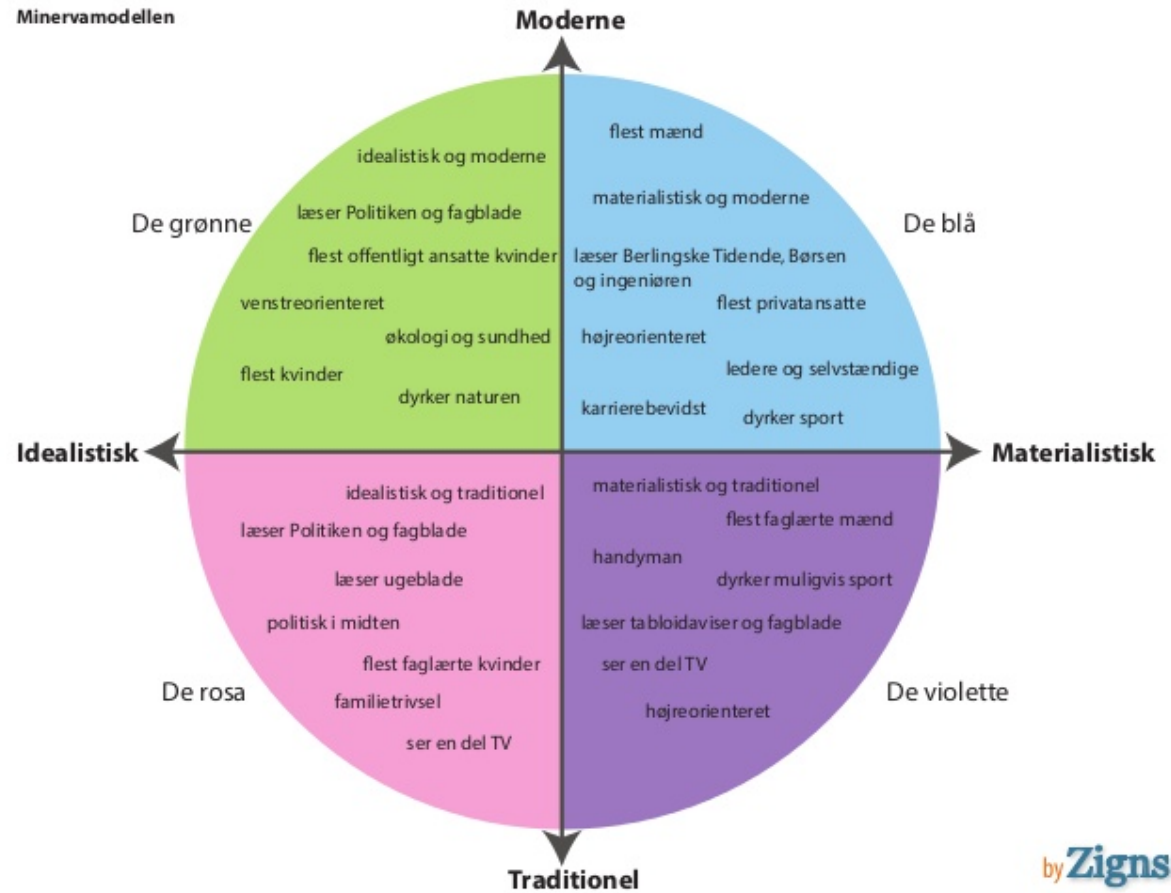 Minervamodellen
Moderne
De grønne
idealistisk og moderne
læser Politiken og fagblade
flest offentligt ansatte kvinder
venstreorienteret
økologi og sundhed
flest kvinder
dyrker naturen
De blå
flest mænd
materialistisk og moderne
læser Berlingske Tidende, Børsen
og ingeniøren
flest privatansatte
højreorienteret
ledere og selvstændige
karrierebevidst
dyrker sport
Idealistisk
Materialistisk
De rosa
idealistisk og traditionel
læser Politiken og fagblade
læser ugeblade
politisk i midten
flest faglærte kvinder
familietrivsel
ser en del TV
De violette
materialistisk og traditionel
flest faglærte mænd
handyman
dyrker muligvis sport
læser tabloidaviser og fagblade
ser en del TV
højreorienteret
Traditionel
by Zigns